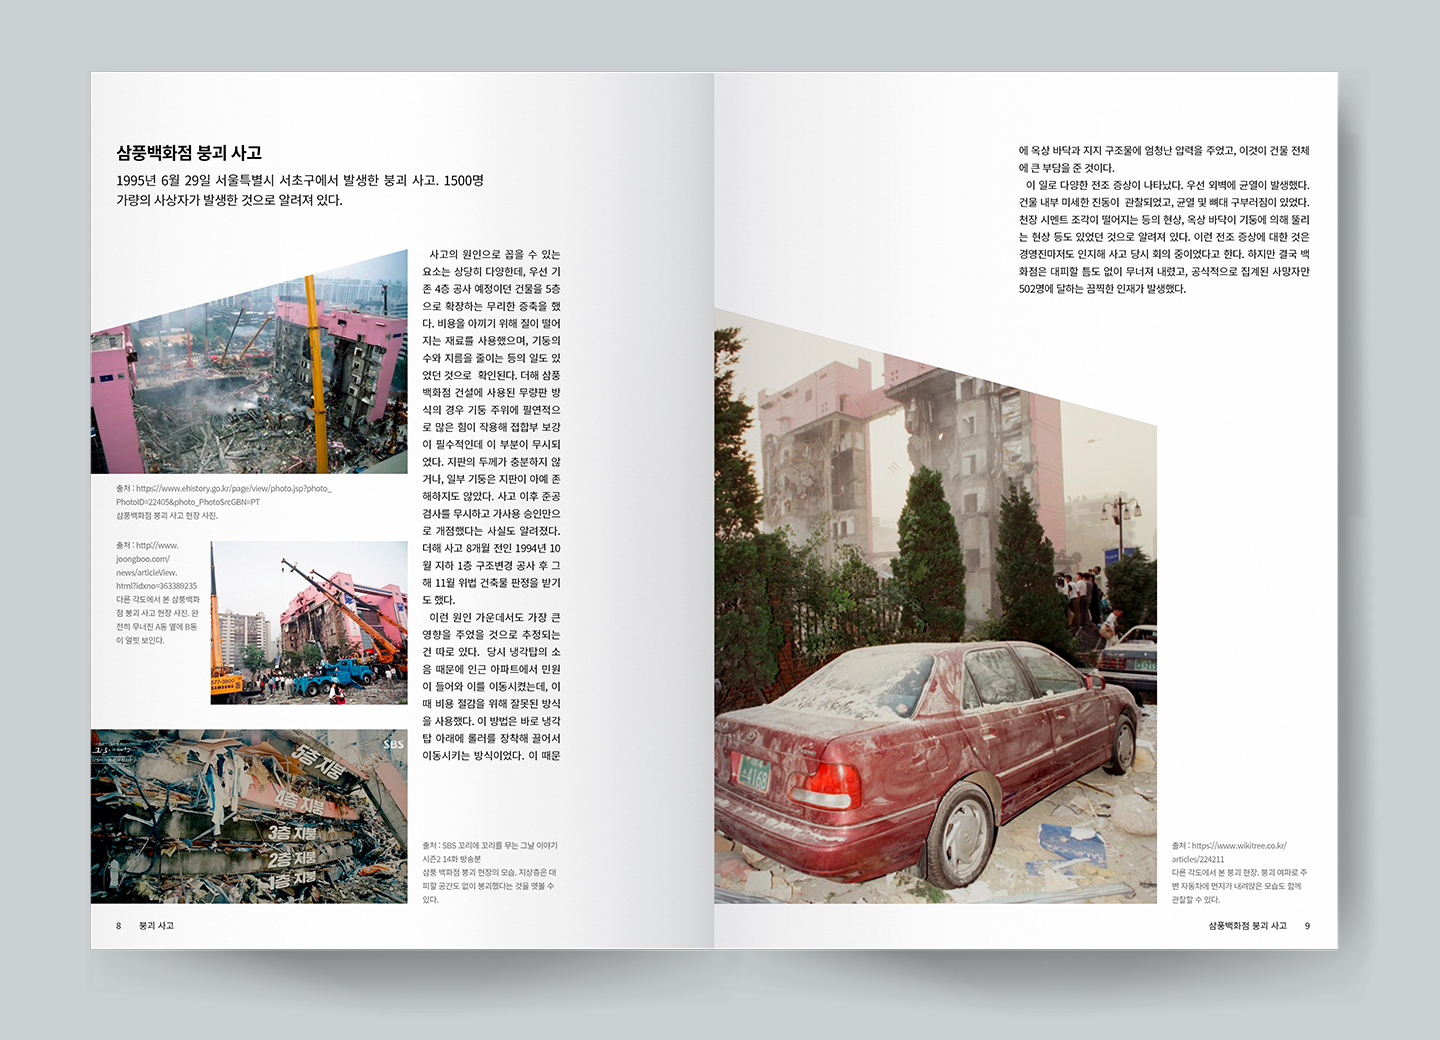 삼풍백화점 붕괴 사고
1995년 6월 29일 서울특별시 서초구에서 발생한 붕괴 사고. 1500명
가량의 사상자가 발생한 것으로 알려져 있다.
사고의 원인으로 꼽을 수 있는
요소는 상당히 다양한데, 우선 기
존 4층 공사 예정이던 건물을 5층
으로 확장하는 무리한 증축을 했
다. 비용을 아끼기 위해 질이 떨어
지는 재료를 사용했으며, 기둥의
수와 지름을 줄이는 등의 일도 있
었던 것으로 확인된다. 더해 삼풍
백화점 건설에 사용된 무량판 방
식의 경우 기둥 주위에 필연적으
로 많은 힘이 작용해 접합부 보강
이 필수적인데 이 부분이 무시되
었다. 지판의 두께가 충분하지 않
거나, 일부 기둥은 지판이 아예 존
해하지도 않았다. 사고 이후 준공
검사를 무시하고 가사용 승인만으
로 개점했다는 사실도 알려졌다.
더해 사고 8개월 전인 1994년 10
월 지하 1층 구조변경 공사 후 그
해 11월 위법 건축물 판정을 받기
도 했다.
이런 원인 가운데서도 가장 큰
영향을 주었을 것으로 추정되는
건 따로 있다. 당시 냉각탑의 소
음 때문에 인근 아파트에서 민원
이 들어와 이를 이동시켰는데, 이
때 비용 절감을 위해 잘못된 방식
을 사용했다. 이 방법은 바로 냉각
탑 아래에 롤러를 장착해 끌어서
이동시키는 방식이었다. 이 때문
출처 : https://www.ehistory.go.kr/page/view/photo.jsp?photo_
PhotoID=22405&photo_PhotoSrcGBN=PT
삼풍백화점 붕괴 사고 현장 사진.
출처 : http://www.
joongboo.com/
news/articleView.
html?idxno=363389235
다른 각도에서 본 삼풍백화
점 붕괴 사고 현장 사진. 완
전히 무너진 A동 옆에 B동
이 얼핏 보인다.
577-3800
SAMSUNG
SBS
5층 지붕
4층 지붕
3층 지붕
2층 지붕
1층 지붕
출처 : SBS 꼬리에 꼬리를 무는 그날 이야기
시즌2 14화 방송분
삼풍 백화점 붕괴 현장의 모습. 지상층은 대
피할 공간도 없이 붕괴했다는 것을 엿볼 수
있다.
8 붕괴 사고
에 옥상 바닥과 지지 구조물에 엄청난 압력을 주었고, 이것이 건물 전체
에 큰 부담을 준 것이다.
이 일로 다양한 전조 증상이 나타났다. 우선 외벽에 균열이 발생했다.
건물 내부 미세한 진동이 관찰되었고, 균열 및 뼈대 구부러짐이 있었다.
천장 시멘트 조각이 떨어지는 등의 현상, 옥상 바닥이 기둥에 의해 뚫리
는 현상 등도 있었던 것으로 알려져 있다. 이런 전조 증상에 대한 것은
경영진마저도 인지해 사고 당시 회의 중이었다고 한다. 하지만 결국 백
화점은 대피할 틈도 없이 무너져 내렸고, 공식적으로 집계된 사망자만
502명에 달하는 끔찍한 인재가 발생했다.
4168
출처 : https://www.wikitree.co.kr/
articles/224211
다른 각도에서 본 붕괴 현장. 붕괴 여파로 주
변 자동차에 먼지가 내려앉은 모습도 함께
관찰할 수 있다.
삼풍백화점 붕괴 사고 9